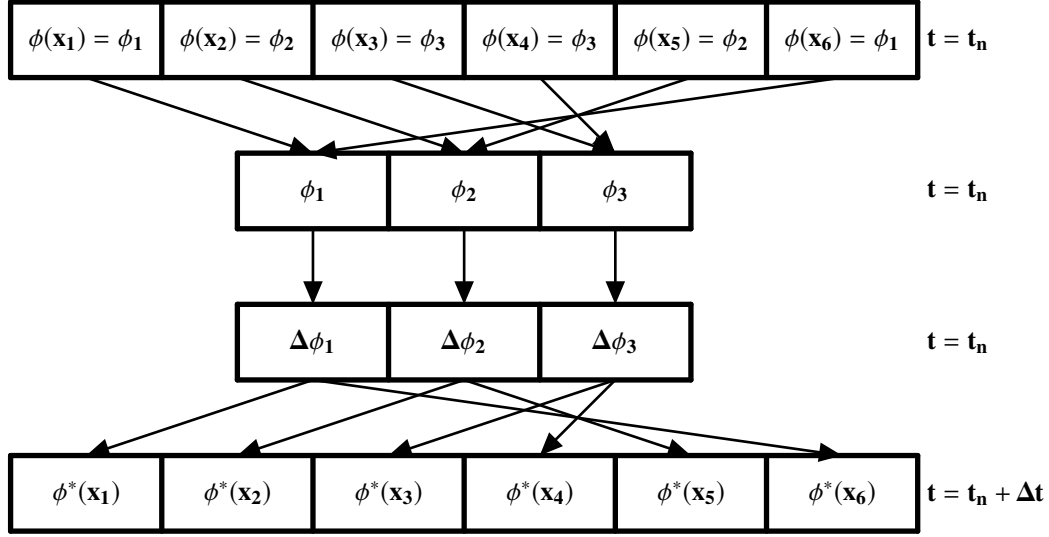 ϕ(x₁) = ϕ₁ ϕ(x₂) = ϕ₂ ϕ(x₃) = ϕ₃ ϕ(x₄) = ϕ₃ ϕ(x₅) = ϕ₂ ϕ(x₆) = ϕ₁ t = tₙ
ϕ₁ ϕ₂ ϕ₃ t = tₙ
Δϕ₁ Δϕ₂ Δϕ₃ t = tₙ
ϕ*(x₁) ϕ*(x₂) ϕ*(x₃) ϕ*(x₄) ϕ*(x₅) ϕ*(x₆) t = tₙ + Δt